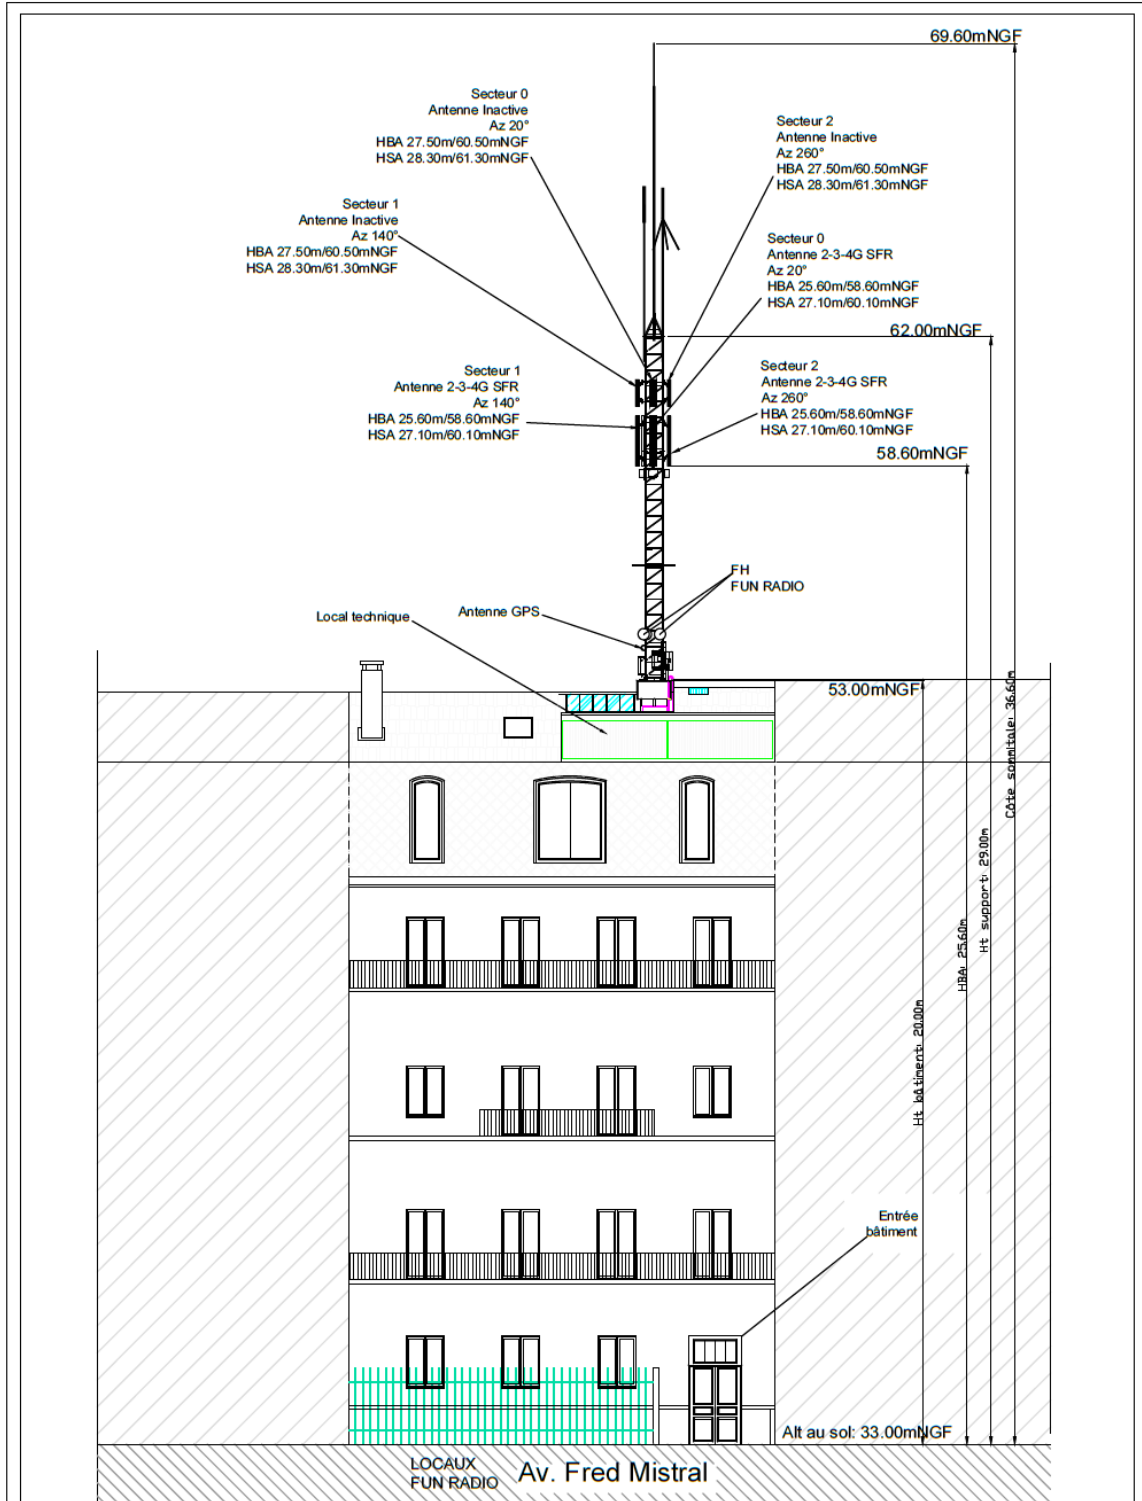 69.60mNGF
Secteur 0
Antenne Inactive
Az 20°
HBA 27.50m/60.50mNGF
HSA 28.30m/61.30mNGF
Secteur 2
Antenne Inactive
Az 260°
HBA 27.50m/60.50mNGF
HSA 28.30m/61.30mNGF
Secteur 1
Antenne Inactive
Az 140°
HBA 27.50m/60.50mNGF
HSA 28.30m/61.30mNGF
Secteur 0
Antenne 2-3-4G SFR
Az 20°
HBA 25.60m/58.60mNGF
HSA 27.10m/60.10mNGF
62.00mNGF
Secteur 1
Antenne 2-3-4G SFR
Az 140°
HBA 25.60m/58.60mNGF
HSA 27.10m/60.10mNGF
Secteur 2
Antenne 2-3-4G SFR
Az 260°
HBA 25.60m/58.60mNGF
HSA 27.10m/60.10mNGF
58.60mNGF
FH
FUN RADIO
Antenne GPS
Local technique
53.00mNGF
Côte sommitale: 36.60m
Ht support: 29.00m
HBA: 25.60m
Ht bâtiment: 20.00m
Entrée
bâtiment
Alt au sol: 33.00mNGF
LOCAUX
FUN RADIO
Av. Fred Mistral